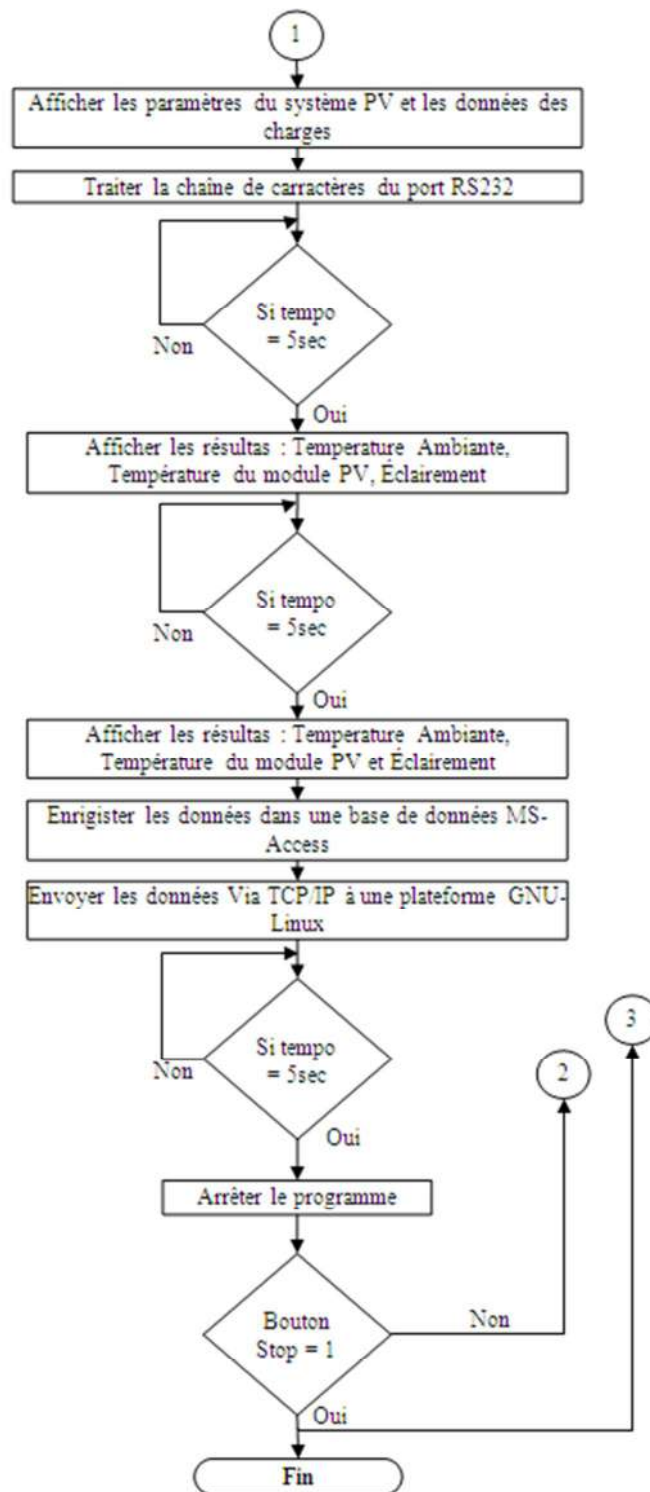 1
Afficher les paramètres du système PV et les données des
charges
Traiter la chaîne de carractères du port RS232
Si tempo
= 5sec
Non
Oui
Afficher les résultas : Temperature Ambiante,
Température du module PV, Éclairement
Si tempo
= 5sec
Non
Oui
Afficher les résultas : Temperature Ambiante,
Température du module PV et Éclairement
Enrigister les données dans une base de données MS-
Access
Envoyer les données Via TCP/IP à une plateforme GNU-
Linux
Si tempo
= 5sec
Non
Oui
3
2
Arrêter le programme
Bouton
Stop = 1
Non
Oui
Fin